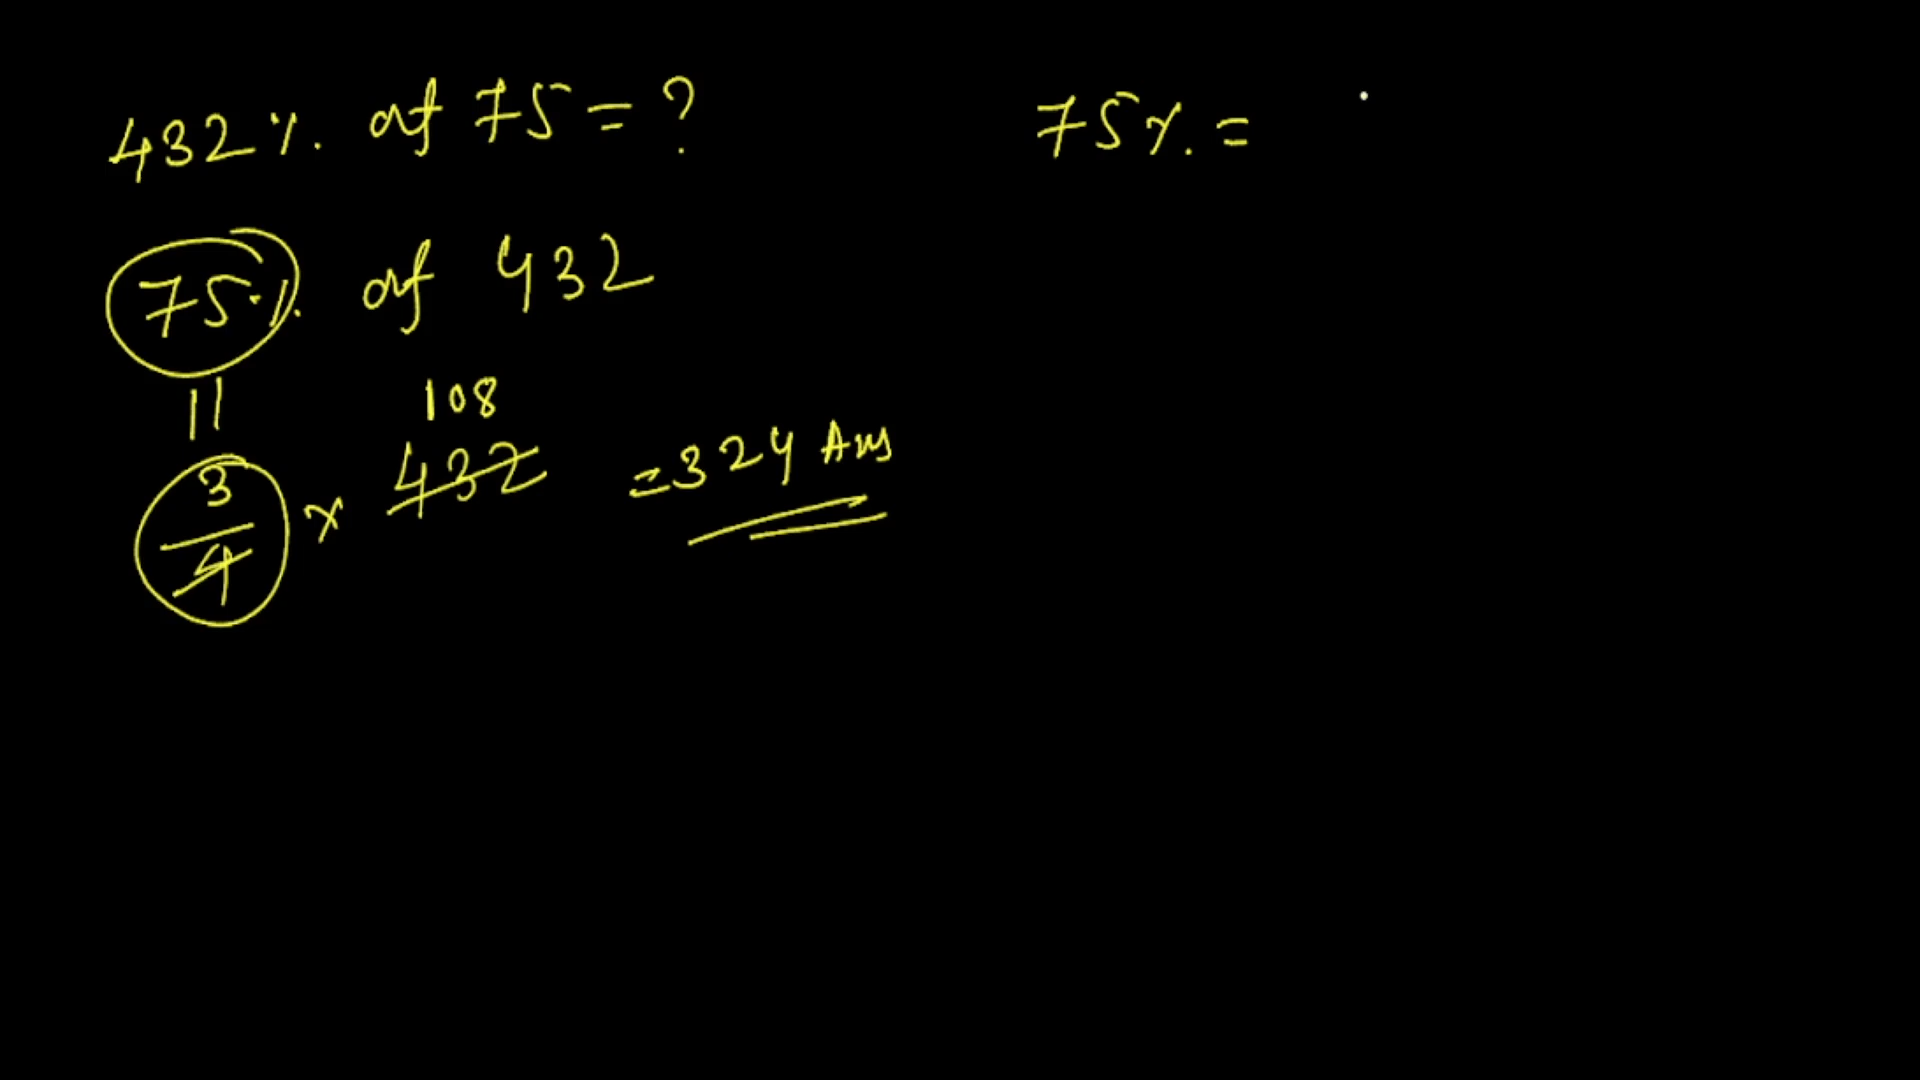 432% of 75 = ?
75% =
75% of 432
||
108
3/4 × 432 = 324 Ans